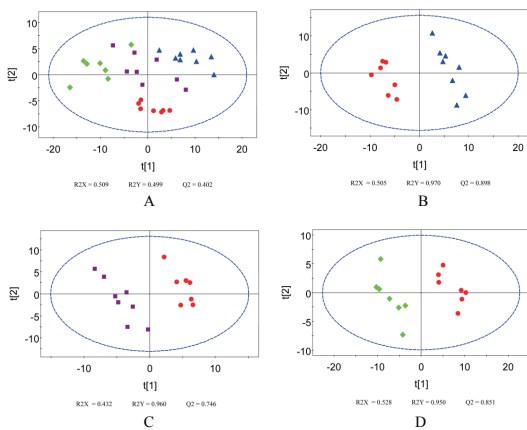 10
5
t[2]
0
-5
-10
-20 -10 0 10 20
t[1]
R2X = 0.509 R2Y = 0.499 Q2 = 0.402
A
10
5
t[2]
0
-5
-10
-20 -10 0 10 20
t[1]
R2X = 0.505 R2Y = 0.970 Q2 = 0.898
B
10
5
t[2]
0
-5
-10
-20 -10 0 10 20
t[1]
R2X = 0.432 R2Y = 0.960 Q2 = 0.746
C
10
5
t[2]
0
-5
-10
-20 -10 0 10 20
t[1]
R2X = 0.528 R2Y = 0.950 Q2 = 0.851
D